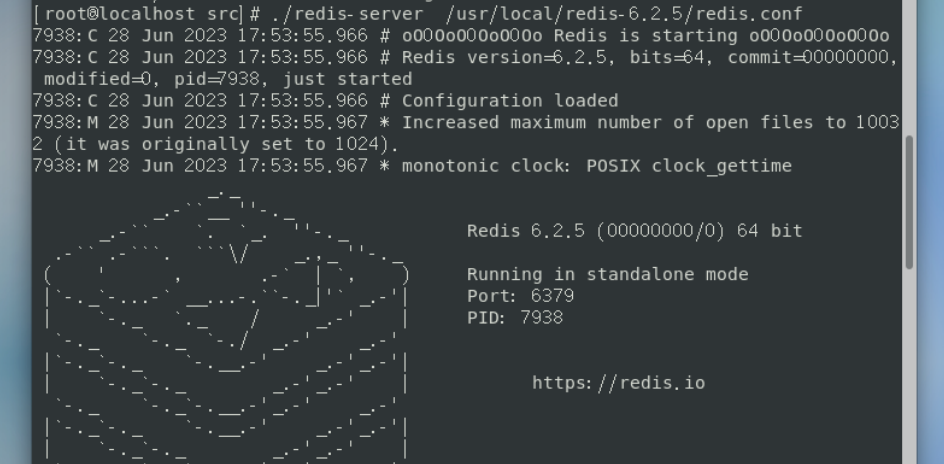 [root@localhost src]# ./redis-server  /usr/local/redis-6.2.5/redis.conf
7938:C 28 Jun 2023 17:53:55.966 # oO0OoO0OoO0Oo Redis is starting oO0OoO0OoO0Oo
7938:C 28 Jun 2023 17:53:55.966 # Redis version=6.2.5, bits=64, commit=00000000,
modified=0, pid=7938, just started
7938:C 28 Jun 2023 17:53:55.966 # Configuration loaded
7938:M 28 Jun 2023 17:53:55.967 * Increased maximum number of open files to 1003
2 (it was originally set to 1024).
7938:M 28 Jun 2023 17:53:55.967 * monotonic clock: POSIX clock_gettime
Redis 6.2.5 (00000000/0) 64 bit
Running in standalone mode
Port: 6379
PID: 7938
https://redis.io